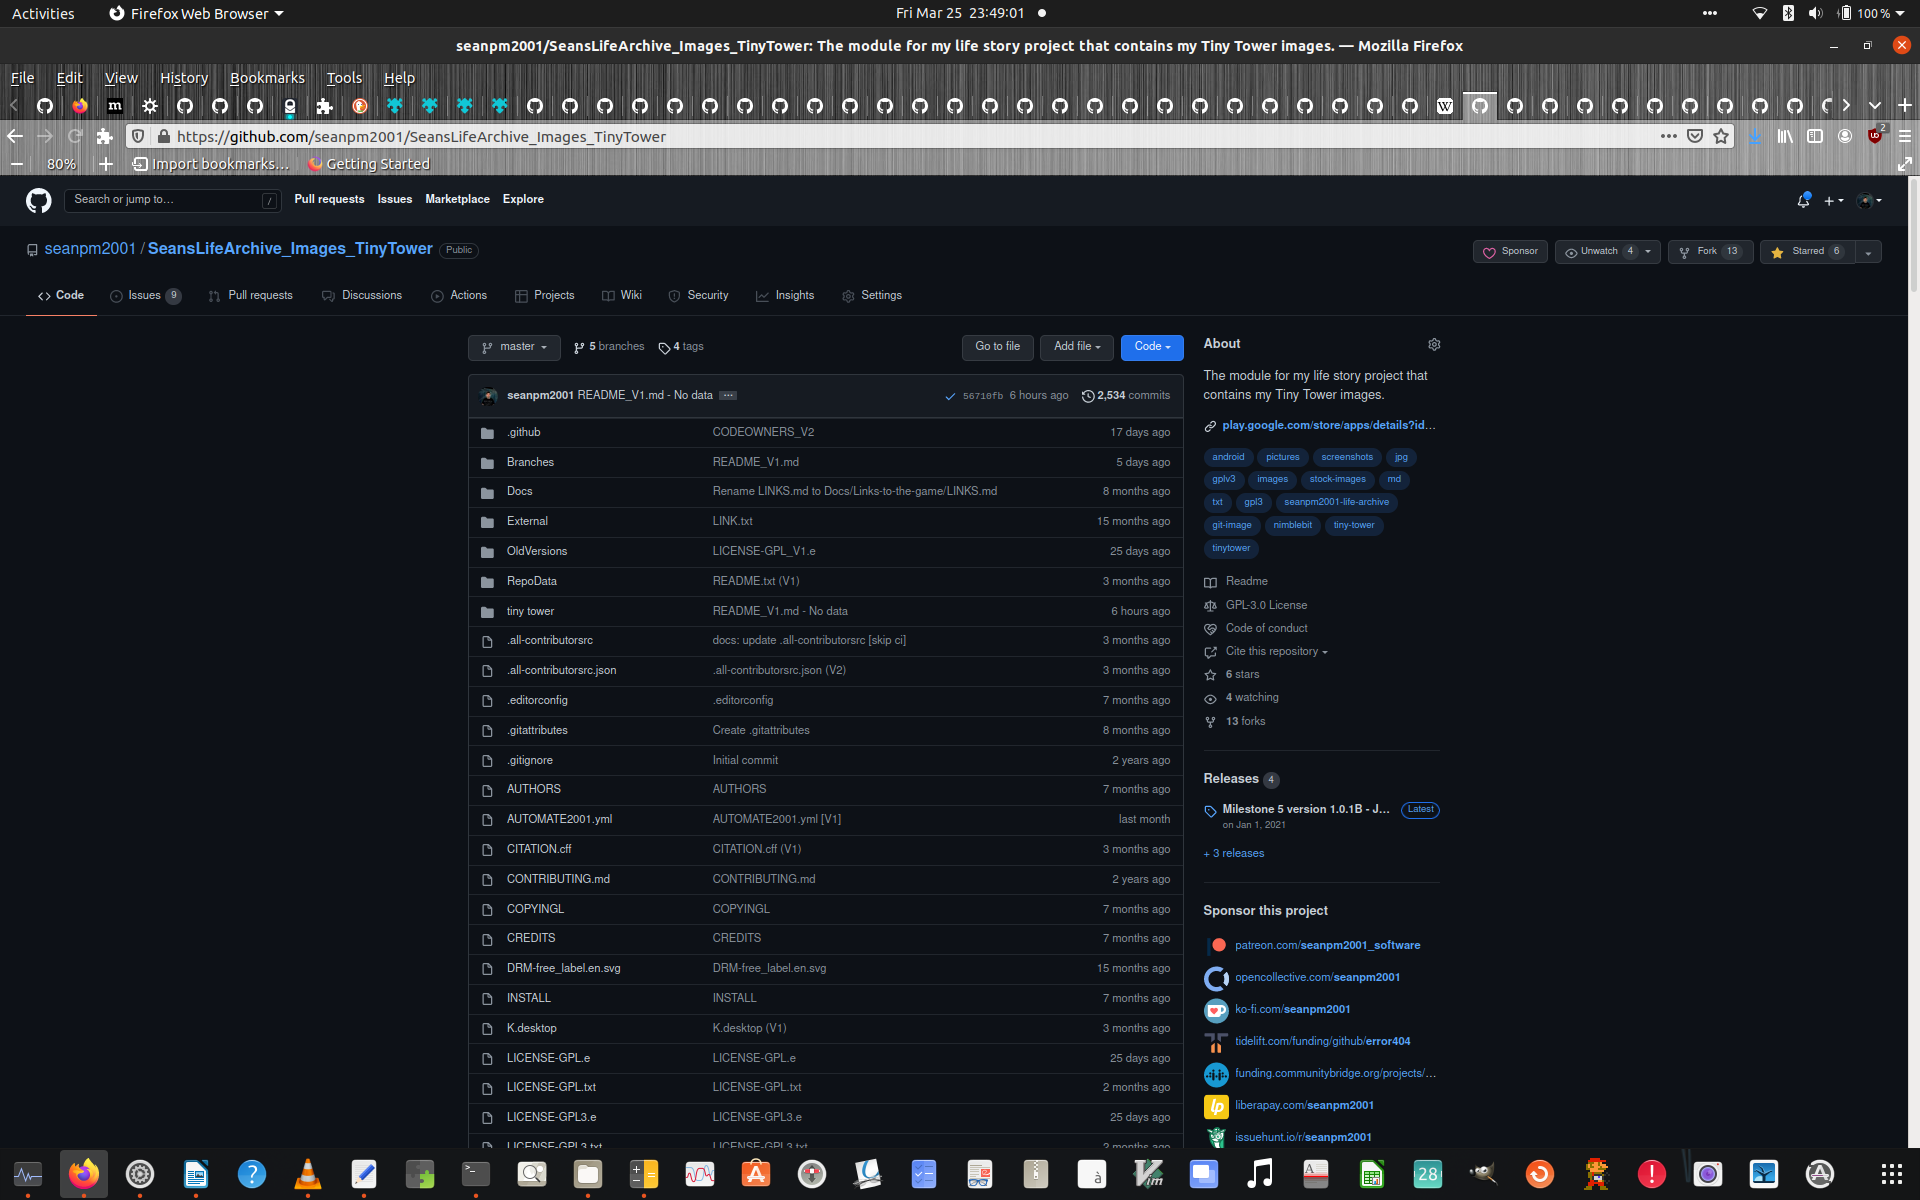 Activities Firefox Web Browser Fri Mar 25 23:49:01 100 %
seanpm2001/SeansLifeArchive_Images_TinyTower: The module for my life story project that contains my Tiny Tower images. — Mozilla Firefox
File Edit View History Bookmarks Tools Help
https://github.com/seanpm2001/SeansLifeArchive_Images_TinyTower 2
80% Import bookmarks... Getting Started
Search or jump to... / Pull requests Issues Marketplace Explore
seanpm2001 / SeansLifeArchive_Images_TinyTower Public Sponsor Unwatch 4 Fork 13 Starred 6
Code Issues 9 Pull requests Discussions Actions Projects Wiki Security Insights Settings
master 5 branches 4 tags Go to file Add file Code
seanpm2001 README_V1.md - No data 56710fb 6 hours ago 2,534 commits
.github CODEOWNERS_V2 17 days ago
Branches README_V1.md 5 days ago
Docs Rename LINKS.md to Docs/Links-to-the-game/LINKS.md 8 months ago
External LINK.txt 15 months ago
OldVersions LICENSE-GPL_V1.e 25 days ago
RepoData README.txt (V1) 3 months ago
tiny tower README_V1.md - No data 6 hours ago
.all-contributorsrc docs: update .all-contributorsrc [skip ci] 3 months ago
.all-contributorsrc.json .all-contributorsrc.json (V2) 3 months ago
.editorconfig .editorconfig 7 months ago
.gitattributes Create .gitattributes 8 months ago
.gitignore Initial commit 2 years ago
AUTHORS AUTHORS 7 months ago
AUTOMATE2001.yml AUTOMATE2001.yml [V1] last month
CITATION.cff CITATION.cff (V1) 3 months ago
CONTRIBUTING.md CONTRIBUTING.md 2 years ago
COPYINGL COPYINGL 7 months ago
CREDITS CREDITS 7 months ago
DRM-free_label.en.svg DRM-free_label.en.svg 15 months ago
INSTALL INSTALL 7 months ago
K.desktop K.desktop (V1) 3 months ago
LICENSE-GPL.e LICENSE-GPL.e 25 days ago
LICENSE-GPL.txt LICENSE-GPL.txt 2 months ago
LICENSE-GPL3.e LICENSE-GPL3.e 25 days ago
LICENSE-GPL3.txt LICENSE-GPL3.txt 2 months ago
About
The module for my life story project that
contains my Tiny Tower images.
play.google.com/store/apps/details?id...
android pictures screenshots jpg
gplv3 images stock-images md
txt gpl3 seanpm2001-life-archive
git-image nimblebit tiny-tower
tinytower
Readme
GPL-3.0 License
Code of conduct
Cite this repository
6 stars
4 watching
13 forks
Releases 4
Milestone 5 version 1.0.1B - J... Latest
on Jan 1, 2021
+ 3 releases
Sponsor this project
patreon.com/seanpm2001_software
opencollective.com/seanpm2001
ko-fi.com/seanpm2001
tidelift.com/funding/github/error404
funding.communitybridge.org/projects/...
liberapay.com/seanpm2001
issuehunt.io/r/seanpm2001
28